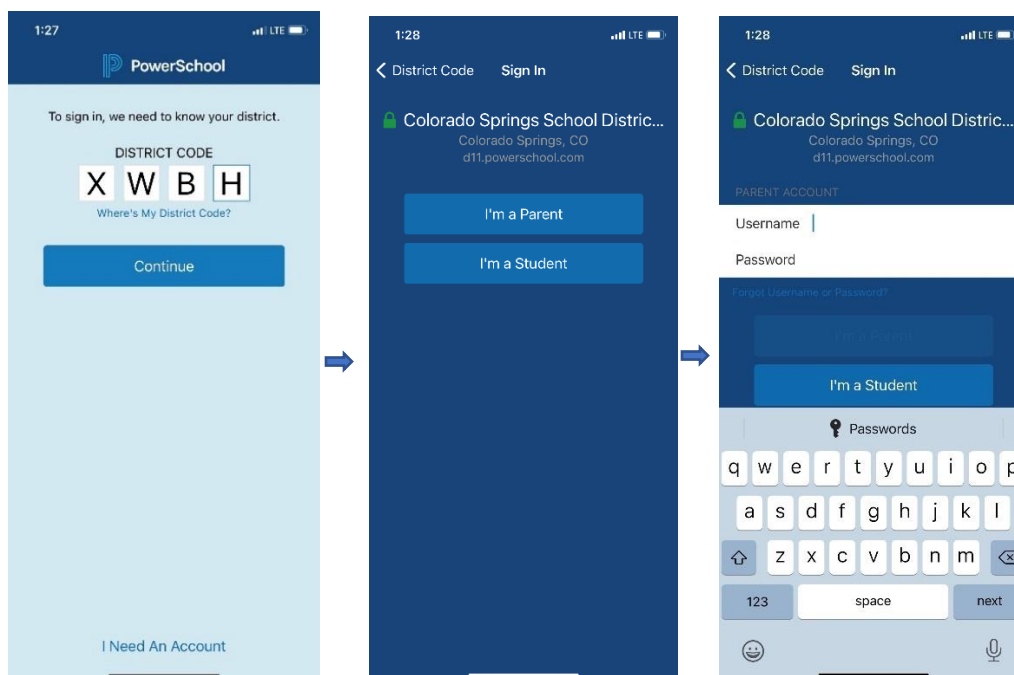 1:27
LTE
PowerSchool
To sign in, we need to know your district.
DISTRICT CODE
X W B H
Where's My District Code?
Continue
I Need An Account
1:28
LTE
District Code Sign In
Colorado Springs School Distric...
Colorado Springs, CO
d11.powerschool.com
I'm a Parent
I'm a Student
1:28
LTE
District Code Sign In
Colorado Springs School Distric...
Colorado Springs, CO
d11.powerschool.com
PARENT ACCOUNT
Username
Password
Forgot Username or Password?
I'm a Parent
I'm a Student
Passwords
q w e r t y u i o p
a s d f g h j k l
z x c v b n m
123 space next